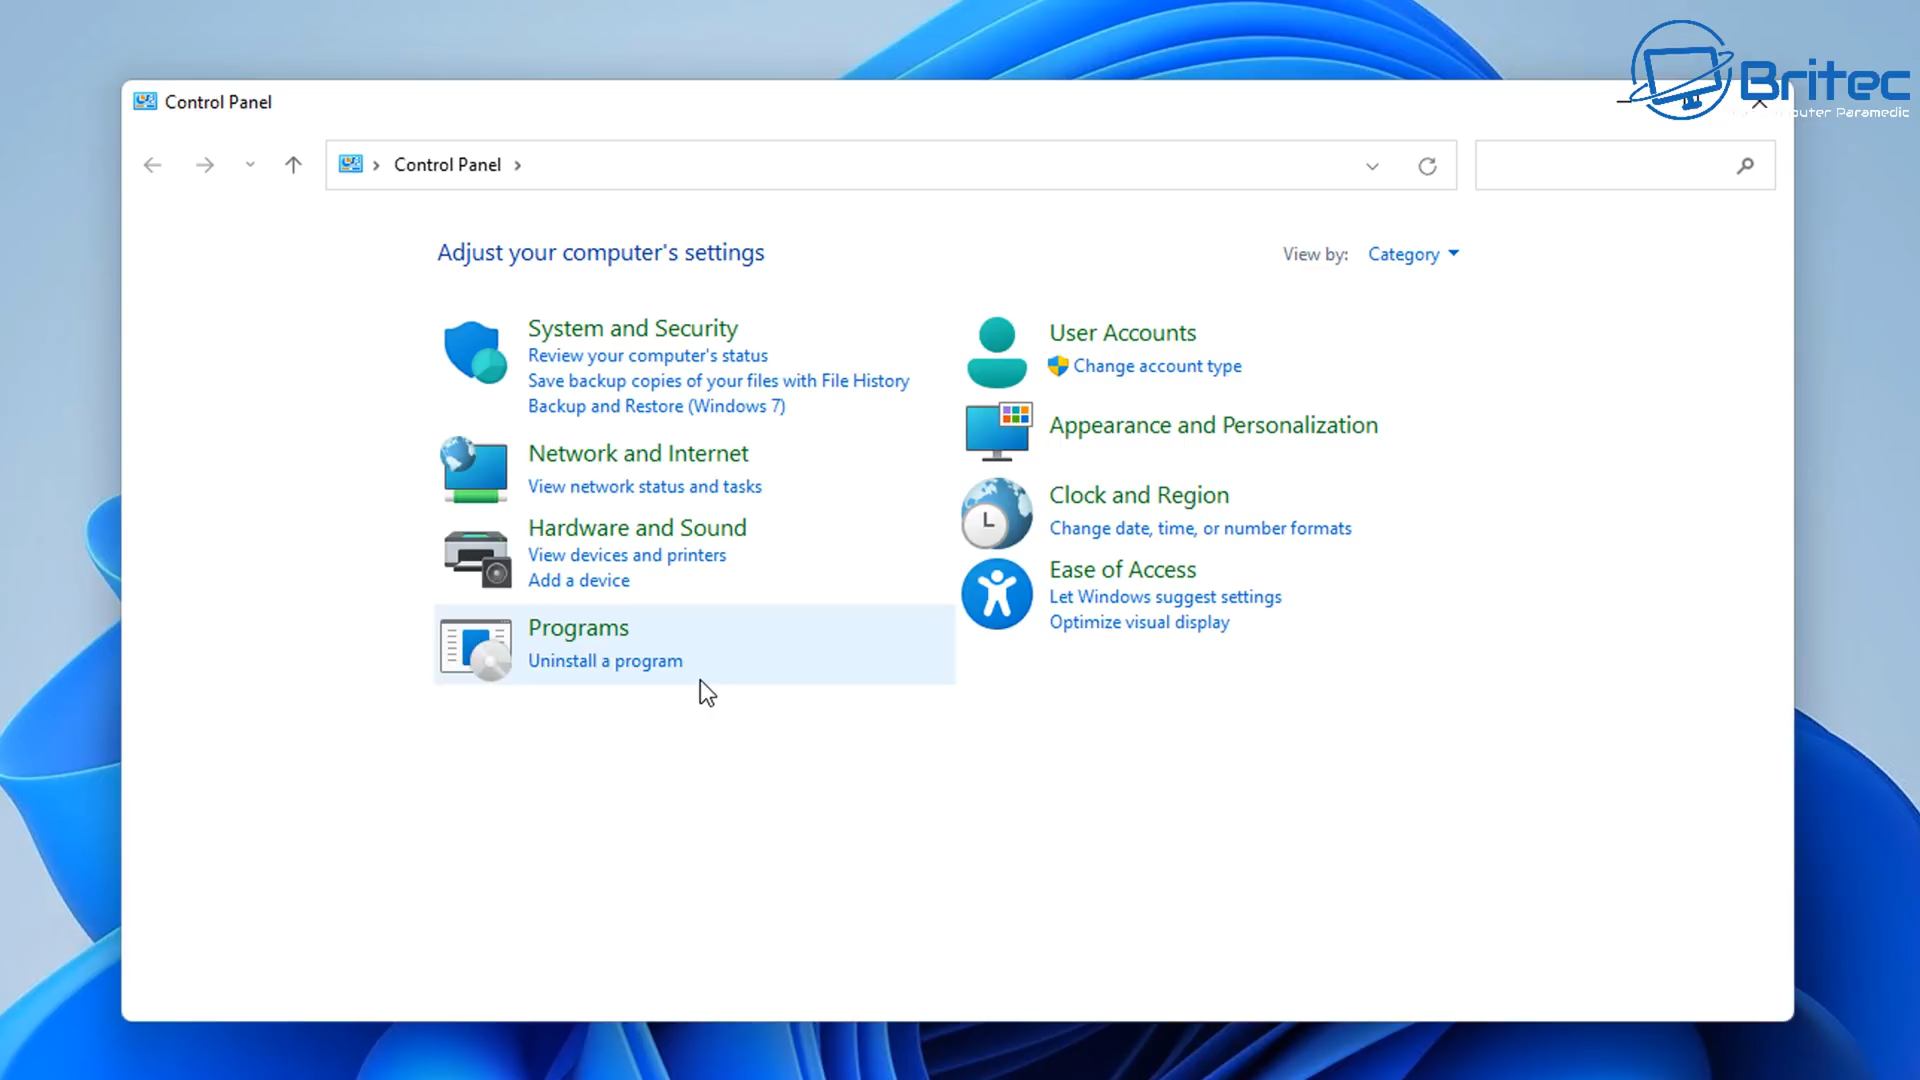 Control Panel
Britec
Computer Paramedic
Control Panel
Adjust your computer's settings
View by: Category
System and Security
Review your computer's status
Save backup copies of your files with File History
Backup and Restore (Windows 7)
Network and Internet
View network status and tasks
Hardware and Sound
View devices and printers
Add a device
Programs
Uninstall a program
User Accounts
Change account type
Appearance and Personalization
Clock and Region
Change date, time, or number formats
Ease of Access
Let Windows suggest settings
Optimize visual display